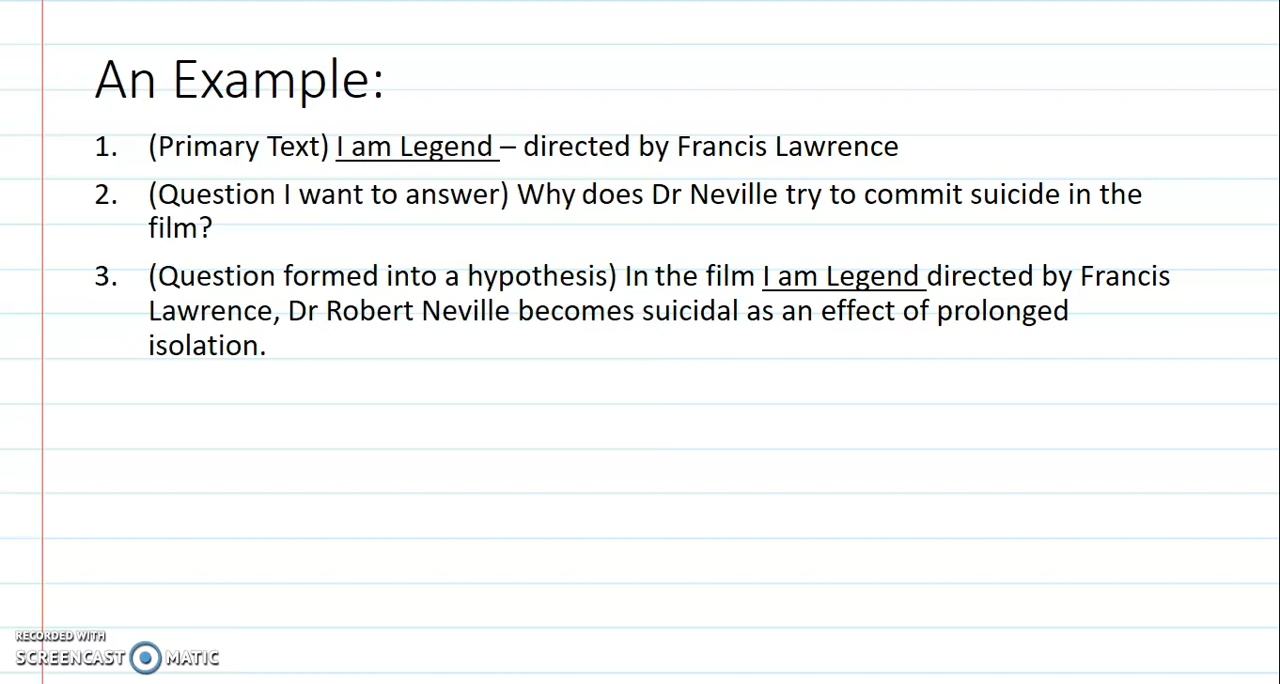 An Example:
1. (Primary Text) I am Legend – directed by Francis Lawrence
2. (Question I want to answer) Why does Dr Neville try to commit suicide in the
film?
3. (Question formed into a hypothesis) In the film I am Legend directed by Francis
Lawrence, Dr Robert Neville becomes suicidal as an effect of prolonged
isolation.
RECORDED WITH
SCREENCAST MATIC